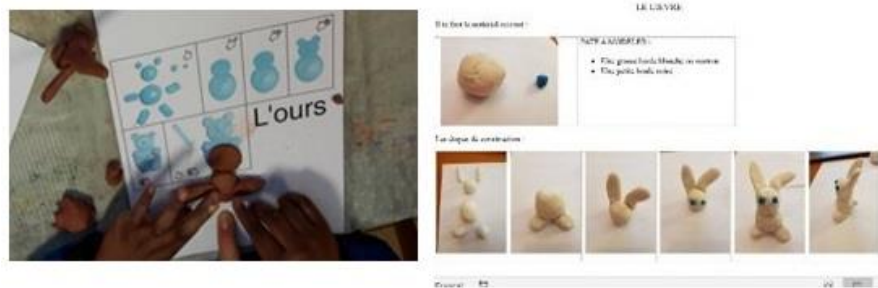 L'ours
LE LIEVRE
Il te faut le matériel suivant :
PATE A MODELER :
Une grosse boule blanche ou marron
Une petite boule noire
Les étapes de construction :